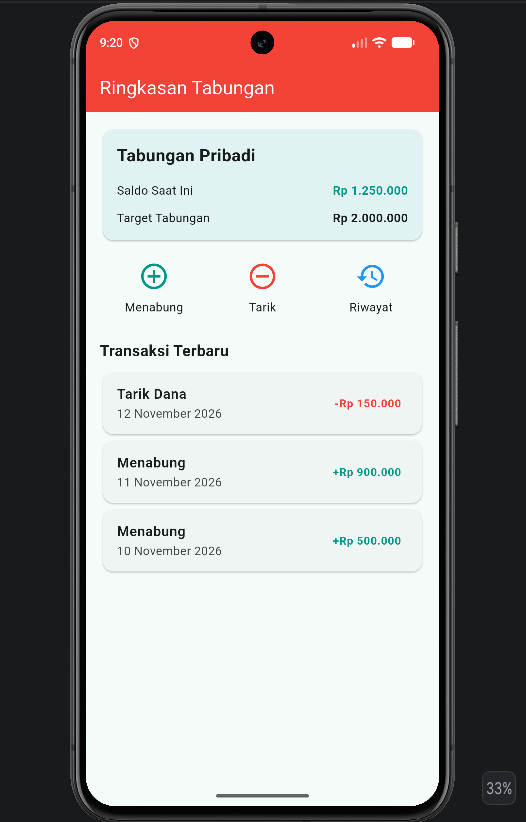 9:20
Ringkasan Tabungan
Tabungan Pribadi
Saldo Saat Ini Rp 1.250.000
Target Tabungan Rp 2.000.000
Menabung Tarik Riwayat
Transaksi Terbaru
Tarik Dana
12 November 2026
-Rp 150.000
Menabung
11 November 2026
+Rp 900.000
Menabung
10 November 2026
+Rp 500.000
33%